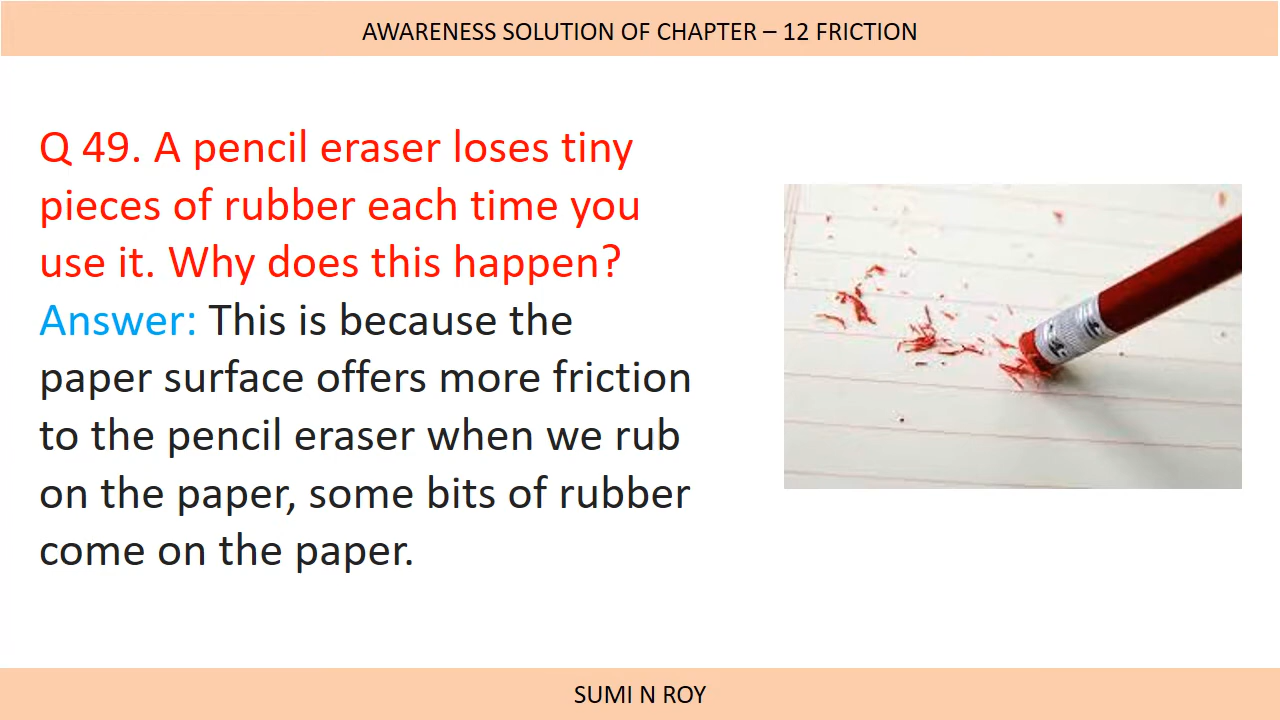 AWARENESS SOLUTION OF CHAPTER – 12 FRICTION
Q 49. A pencil eraser loses tiny
pieces of rubber each time you
use it. Why does this happen?
Answer: This is because the
paper surface offers more friction
to the pencil eraser when we rub
on the paper, some bits of rubber
come on the paper.
SUMI N ROY